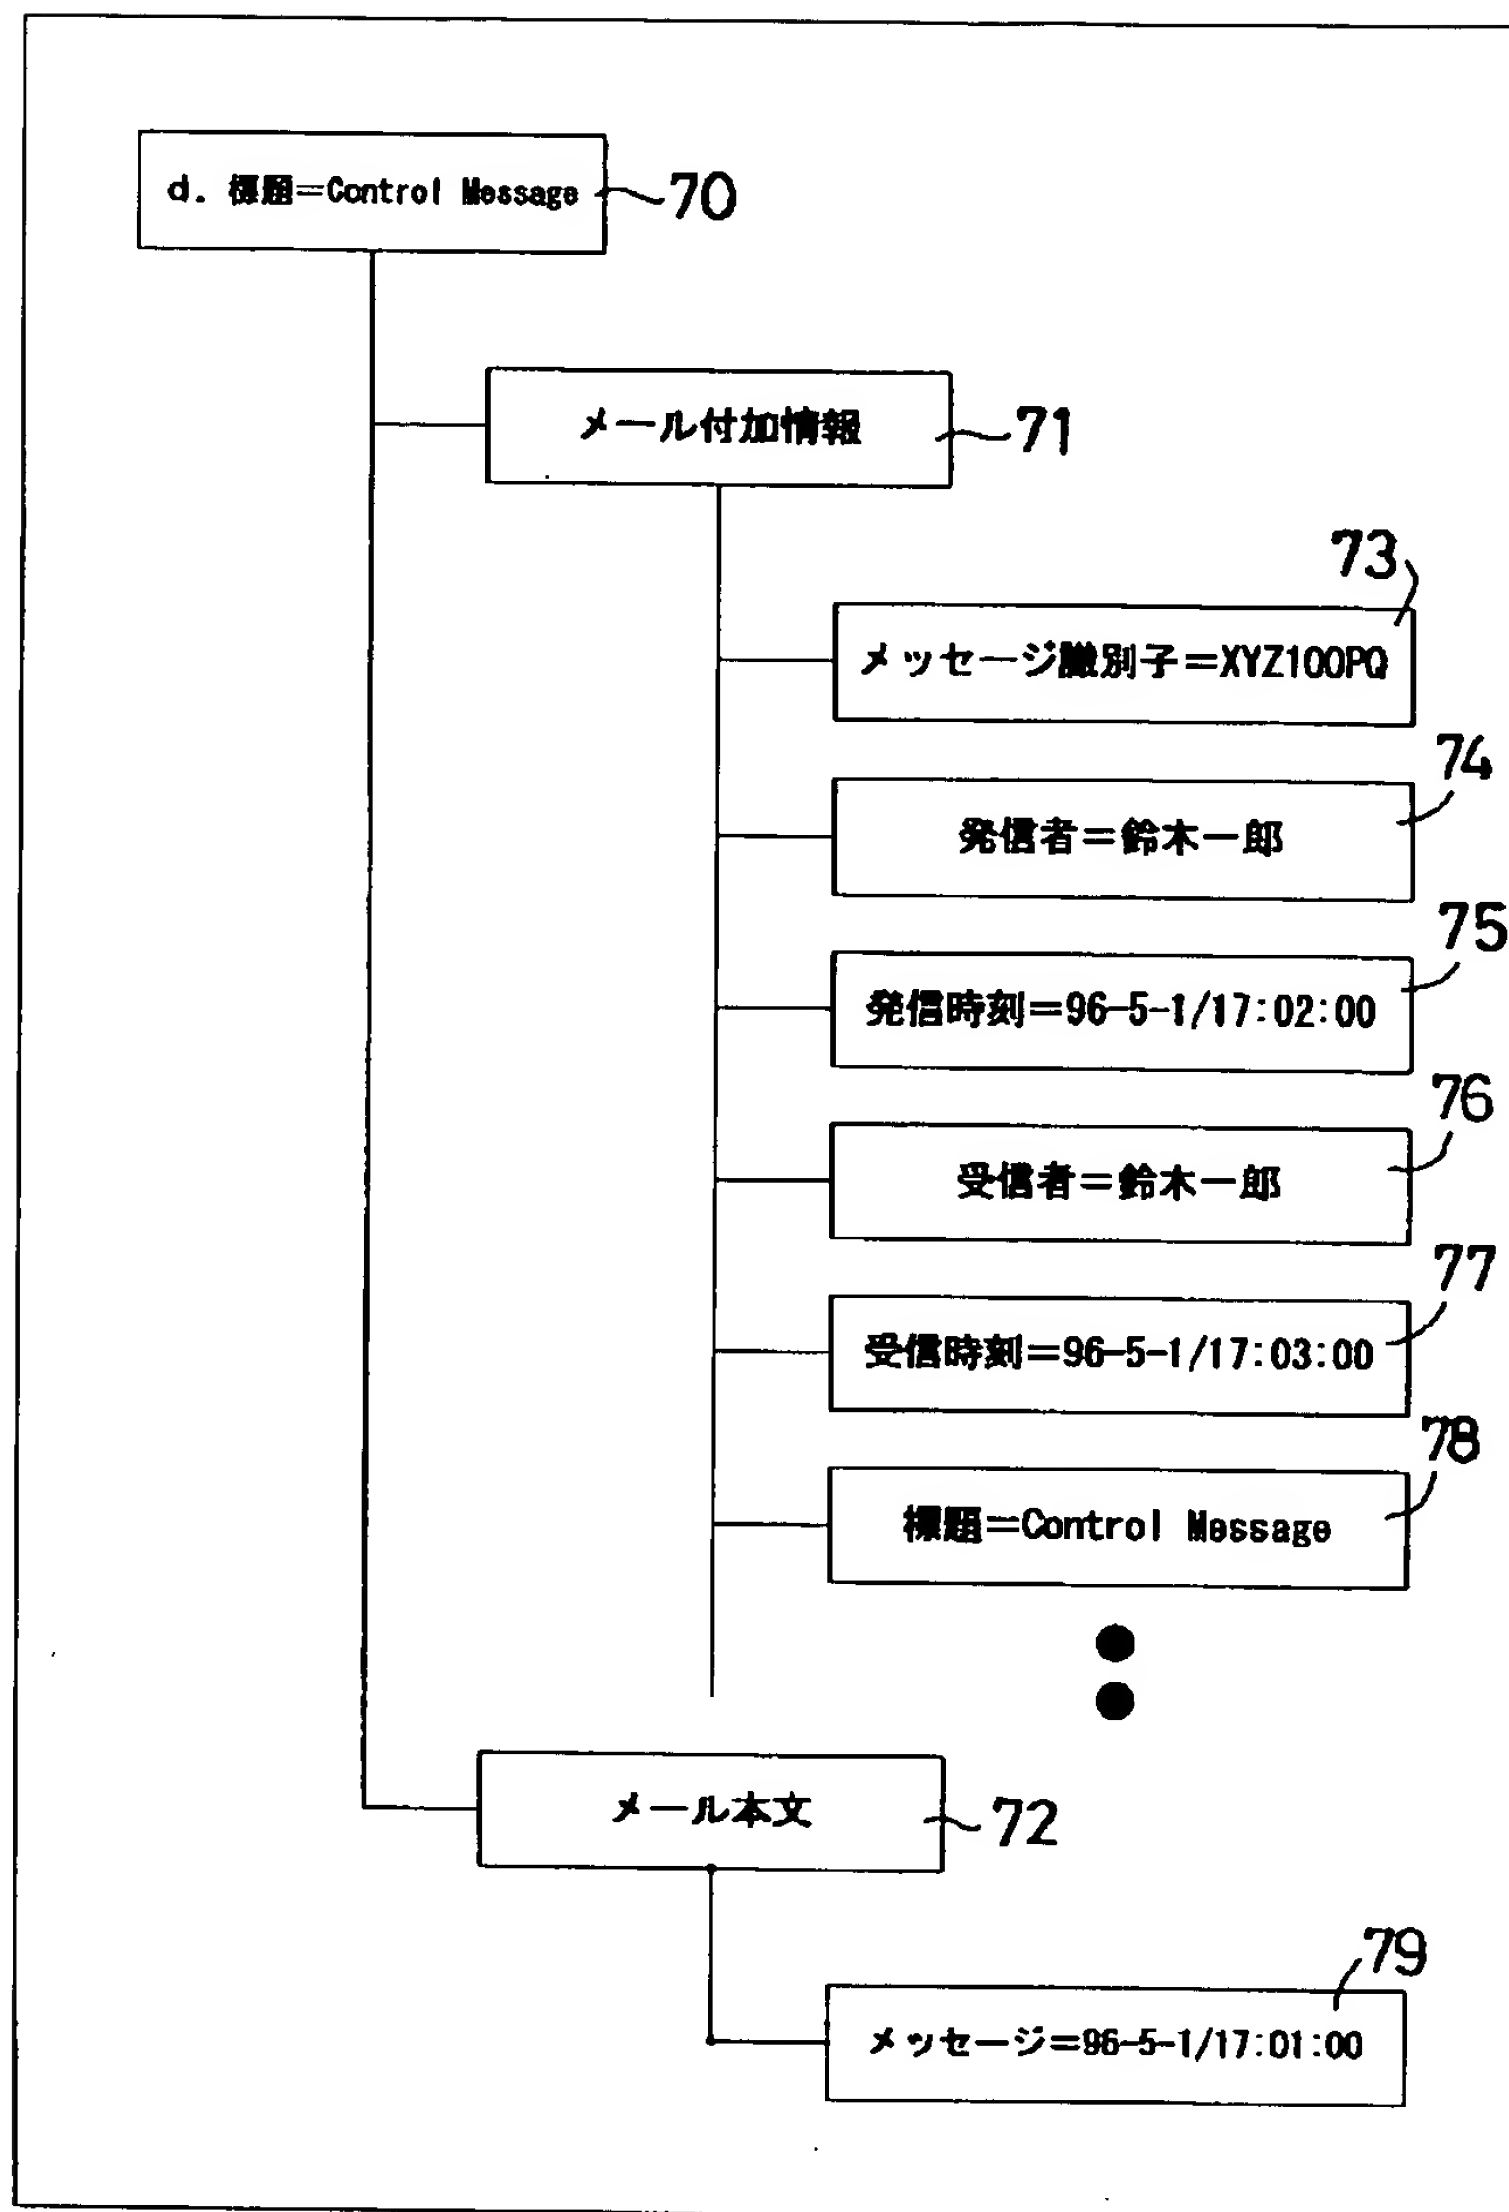 d. 標題＝Control Message
70
メール付加情報
71
73
メッセージ識別子＝XYZ100PQ
74
発信者＝鈴木一郎
75
発信時刻＝96-5-1/17:02:00
76
受信者＝鈴木一郎
77
受信時刻＝96-5-1/17:03:00
78
標題＝Control Message
メール本文
72
79
メッセージ＝96-5-1/17:01:00